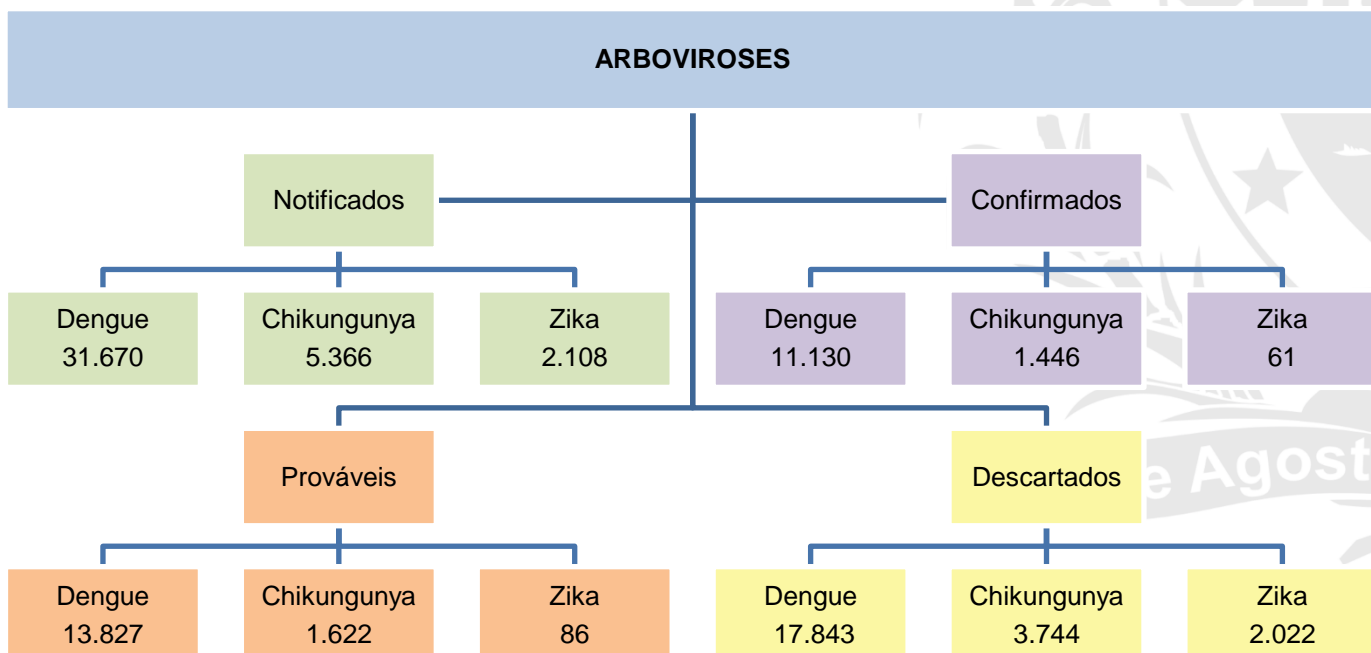 ARBOVIROSES
Notificados
Confirmados
Dengue
31.670
Chikungunya
5.366
Zika
2.108
Dengue
11.130
Chikungunya
1.446
Zika
61
Prováveis
Descartados
e Agost
Dengue
13.827
Chikungunya
1.622
Zika
86
Dengue
17.843
Chikungunya
3.744
Zika
2.022